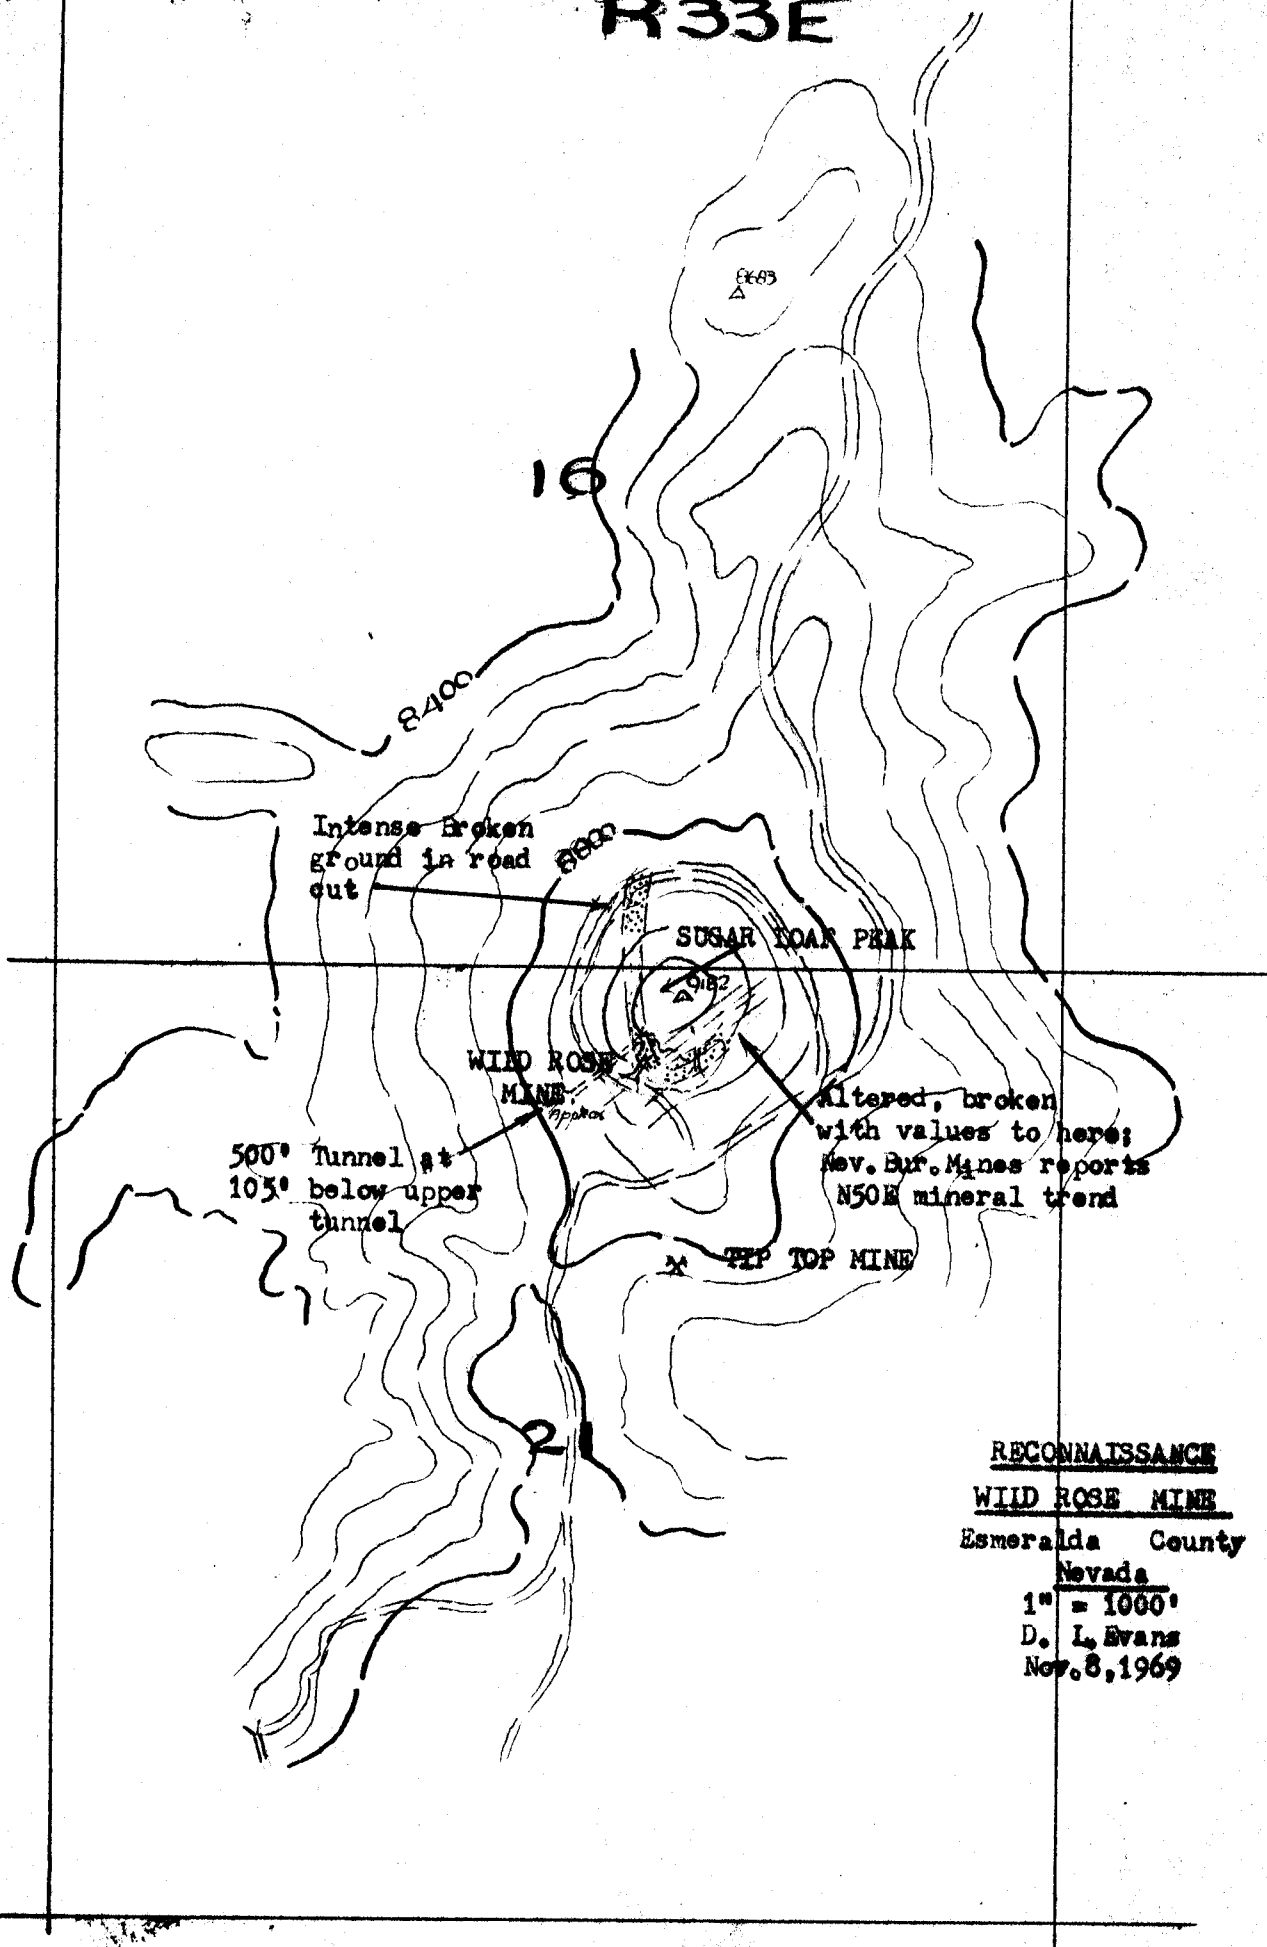 R33E
8683
16
8400
Intense Broken
ground in road
cut
8800
SUGAR LOAF PEAK
9182
WILD ROSE
MINE.
Approx
Altered, broken
with values to here;
Nev. Bur. Mines reports
N50E mineral trend
500' Tunnel at
105' below upper
tunnel
TIP TOP MINE
21
RECONNAISSANCE
WILD ROSE MINE
Esmeralda County
Nevada
1" = 1000'
D. L. Evans
Nov. 8, 1969